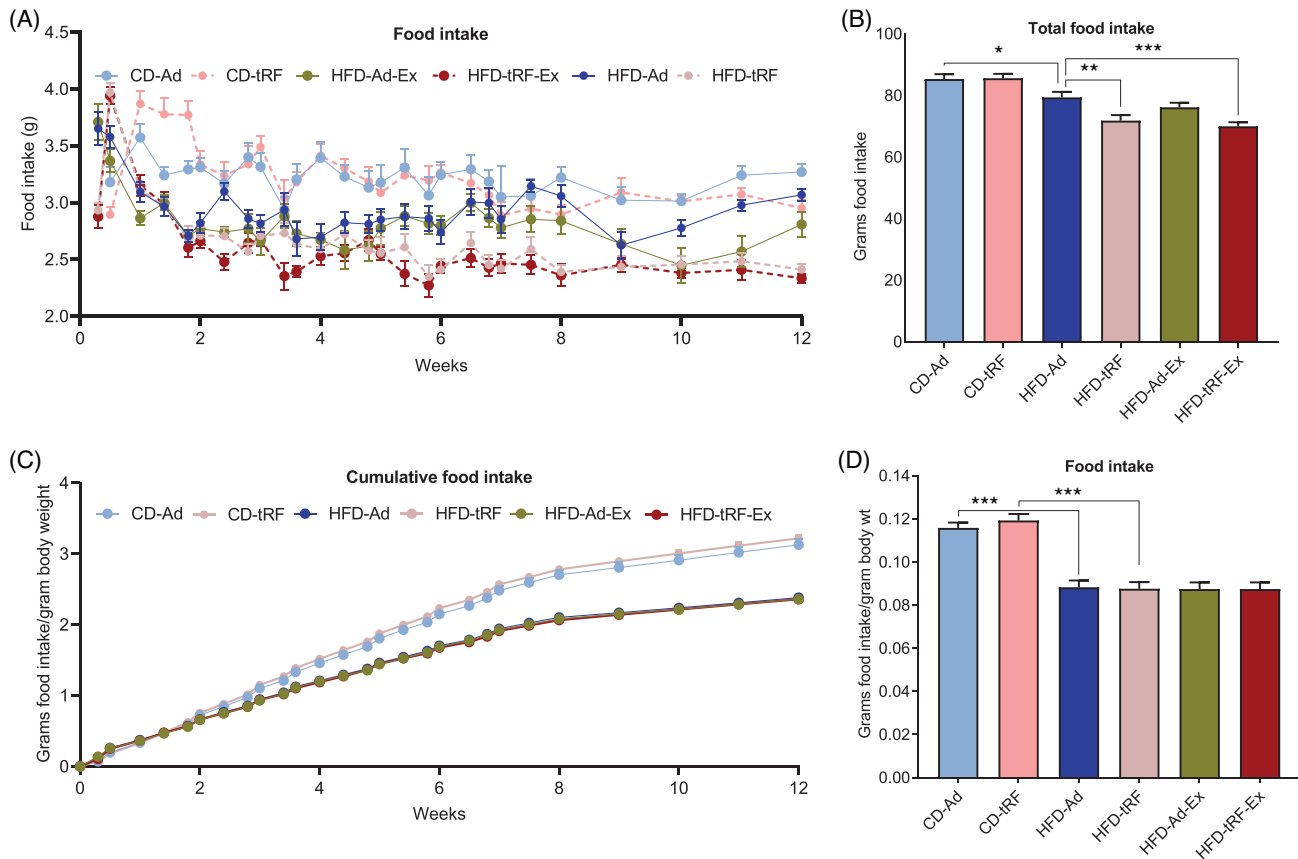 (A)
Food intake
CD-Ad CD-tRF HFD-Ad-Ex HFD-tRF-Ex HFD-Ad HFD-tRF
Food intake (g)
4.5
4.0
3.5
3.0
2.5
2.0
0 2 4 6 8 10 12
Weeks
(B)
Total food intake
* ** ***
Grams food intake
100
80
60
40
20
0
CD-Ad CD-tRF HFD-Ad HFD-tRF HFD-Ad-Ex HFD-tRF-Ex
(C)
Cumulative food intake
CD-Ad CD-tRF HFD-Ad HFD-tRF HFD-Ad-Ex HFD-tRF-Ex
Grams food intake/gram body weight
4
3
2
1
0
0 2 4 6 8 10 12
Weeks
(D)
Food intake
*** ***
Grams food intake/gram body wt
0.14
0.12
0.10
0.08
0.06
0.04
0.02
0.00
CD-Ad CD-tRF HFD-Ad HFD-tRF HFD-Ad-Ex HFD-tRF-Ex